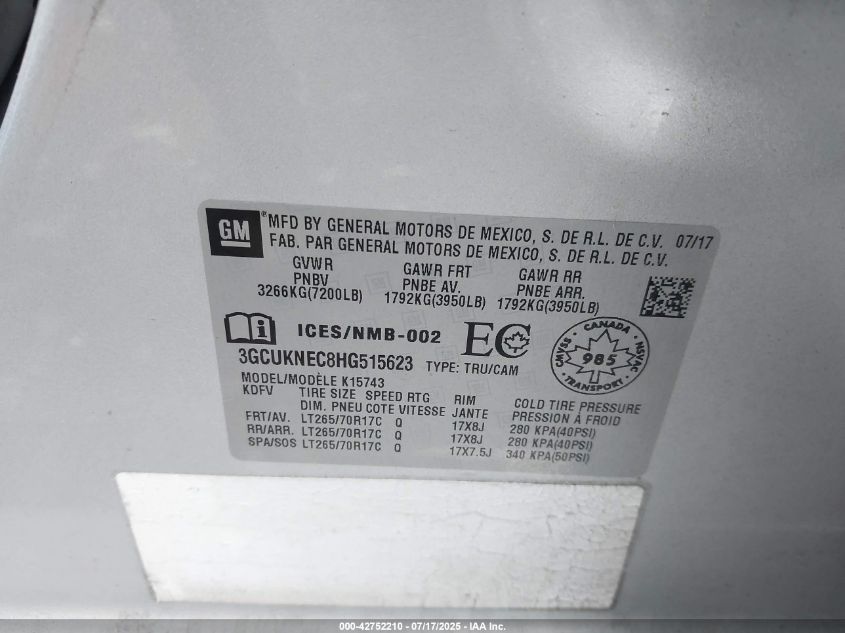 GM ® MFD BY GENERAL MOTORS DE MEXICO, S. DE R.L. DE C.V. 07/17
FAB. PAR GENERAL MOTORS DE MEXICO, S. DE R.L. DE C.V.
GVWR GAWR FRT GAWR RR
PNBV PNBE AV. PNBE ARR.
3266KG(7200LB) 1792KG(3950LB) 1792KG(3950LB)
ICES/NMB-002 EC
CANADA
CMVSS 985 NSVAC
TRANSPORT
3GCUKNEC8HG515623 TYPE: TRU/CAM
MODEL/MODÈLE K15743
KDFV TIRE SIZE SPEED RTG RIM COLD TIRE PRESSURE
DIM. PNEU COTE VITESSE JANTE PRESSION À FROID
FRT/AV. LT265/70R17C Q 17X8J 280 KPA(40PSI)
RR/ARR. LT265/70R17C Q 17X8J 280 KPA(40PSI)
SPA/SOS LT265/70R17C Q 17X7.5J 340 KPA(50PSI)
000-42752210 - 07/17/2025 - IAA Inc.